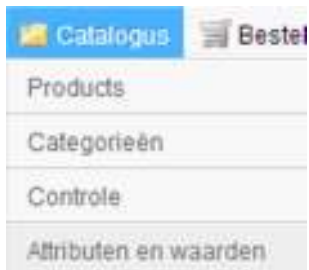 Catalogus Bestel
Products
Categorieën
Controle
Attributen en waarden